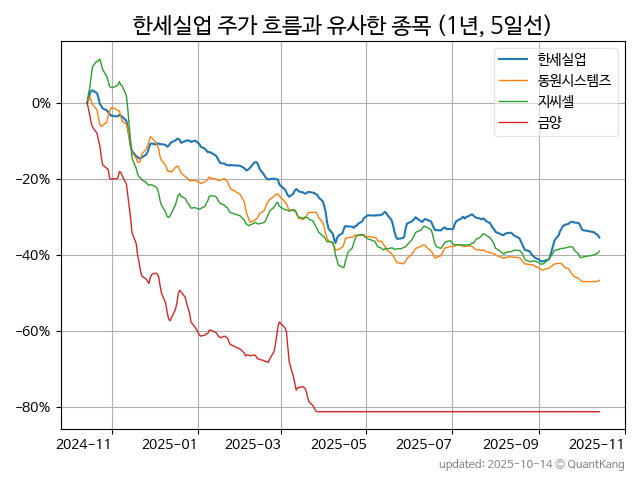 한세실업 주가 흐름과 유사한 종목 (1년, 5일선)
한세실업
동원시스템즈
지씨셀
금양
0%
−20%
−40%
−60%
−80%
2024-11 2025-01 2025-03 2025-05 2025-07 2025-09 2025-11
updated: 2025-10-14 © QuantKang